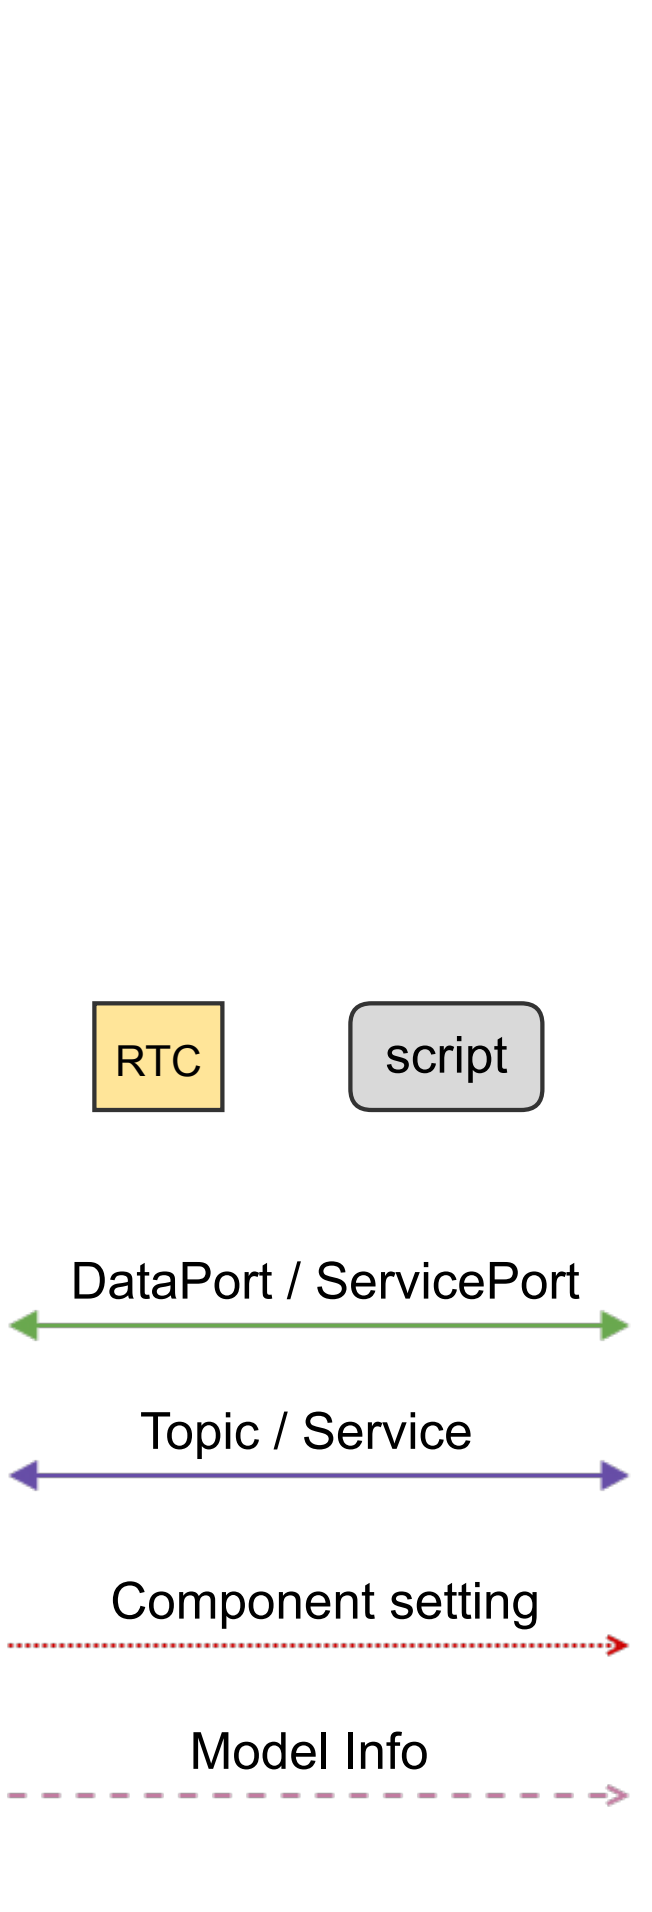 RTC
script
DataPort / ServicePort
Topic / Service
Component setting
Model Info